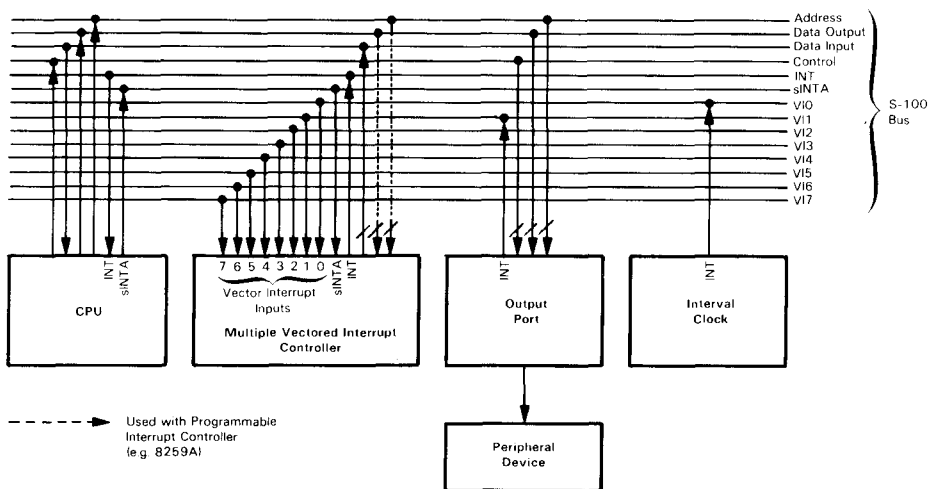 Address
Data Output
Data Input
Control
INT
sINTA
VI0
VI1
VI2
VI3
VI4
VI5
VI6
VI7
S-100
Bus
INT
sINTA
CPU
7 6 5 4 3 2 1 0 sINTA INT
Vector Interrupt
Inputs
Multiple Vectored Interrupt
Controller
INT
Output
Port
INT
Interval
Clock
Used with Programmable
Interrupt Controller
(e.g. 8259A)
Peripheral
Device